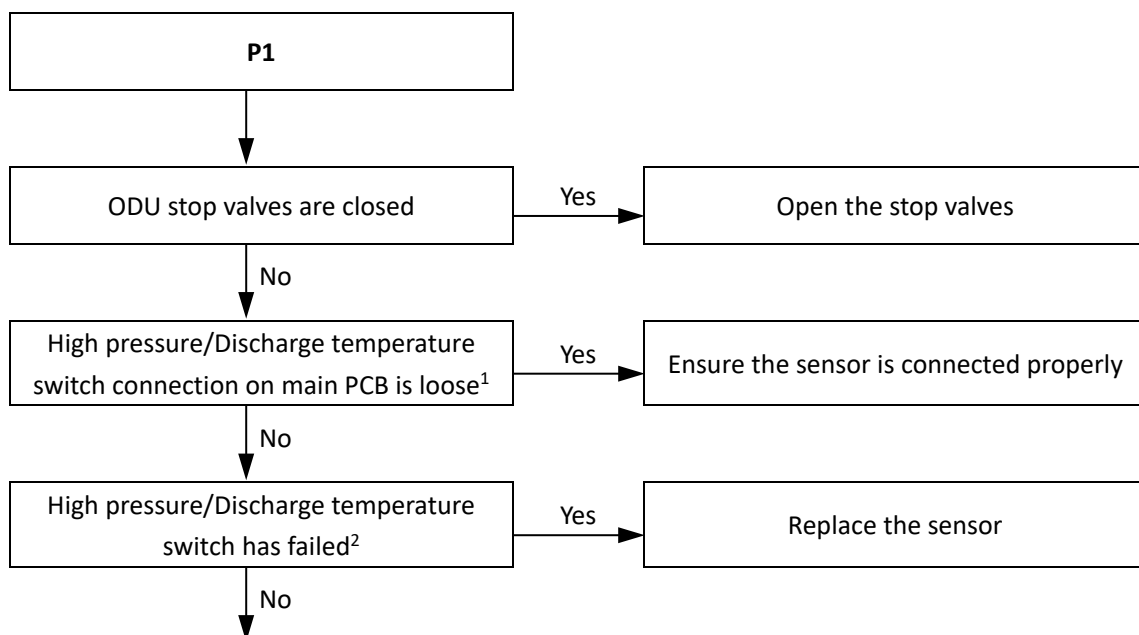 P1
ODU stop valves are closed
Yes
Open the stop valves
No
High pressure/Discharge temperature
switch connection on main PCB is loose¹
Yes
Ensure the sensor is connected properly
No
High pressure/Discharge temperature
switch has failed²
Yes
Replace the sensor
No